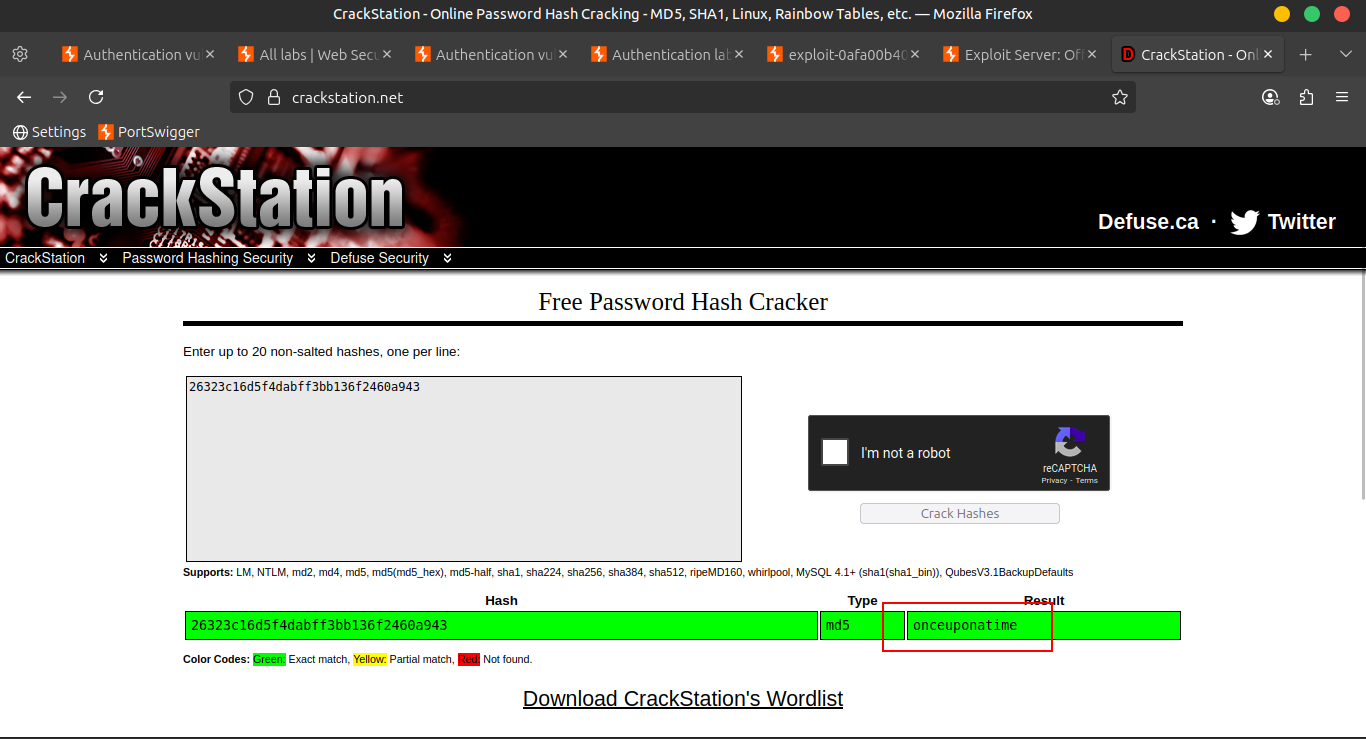 CrackStation - Online Password Hash Cracking - MD5, SHA1, Linux, Rainbow Tables, etc. — Mozilla Firefox
Authentication vu
All labs | Web Secu
Authentication vu
Authentication lab
exploit-0afa00b40
Exploit Server: Of
CrackStation - Onl
crackstation.net
Settings
PortSwigger
CrackStation
Defuse.ca · Twitter
CrackStation
Password Hashing Security
Defuse Security
Free Password Hash Cracker
Enter up to 20 non-salted hashes, one per line:
26323c16d5f4dabff3bb136f2460a943
I'm not a robot
reCAPTCHA
Privacy - Terms
Crack Hashes
Supports: LM, NTLM, md2, md4, md5, md5(md5_hex), md5-half, sha1, sha224, sha256, sha384, sha512, ripeMD160, whirlpool, MySQL 4.1+ (sha1(sha1_bin)), QubesV3.1BackupDefaults
Hash Type Result
26323c16d5f4dabff3bb136f2460a943 md5 onceuponatime
Color Codes: Green: Exact match, Yellow: Partial match, Red: Not found.
Download CrackStation's Wordlist